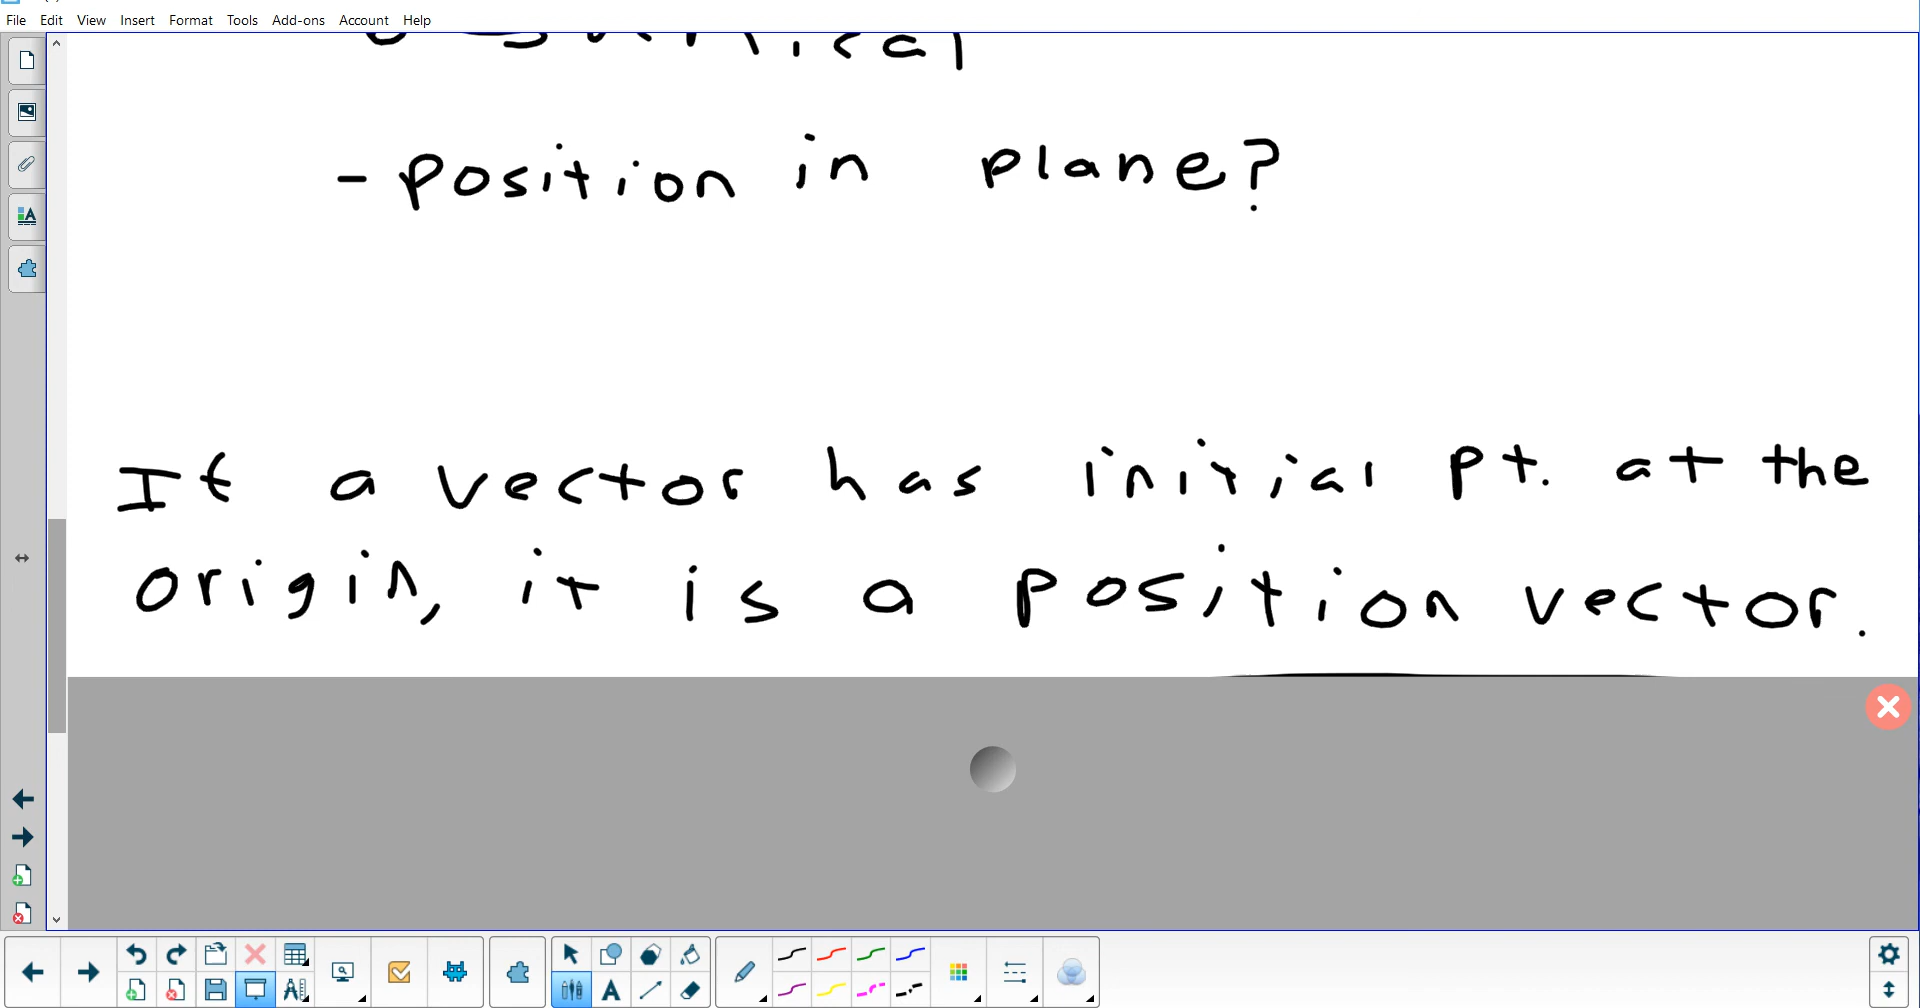 File Edit View Insert Format Tools Add-ons Account Help
- position in plane?
If a vector has initial pt. at the
origin, it is a position vector.